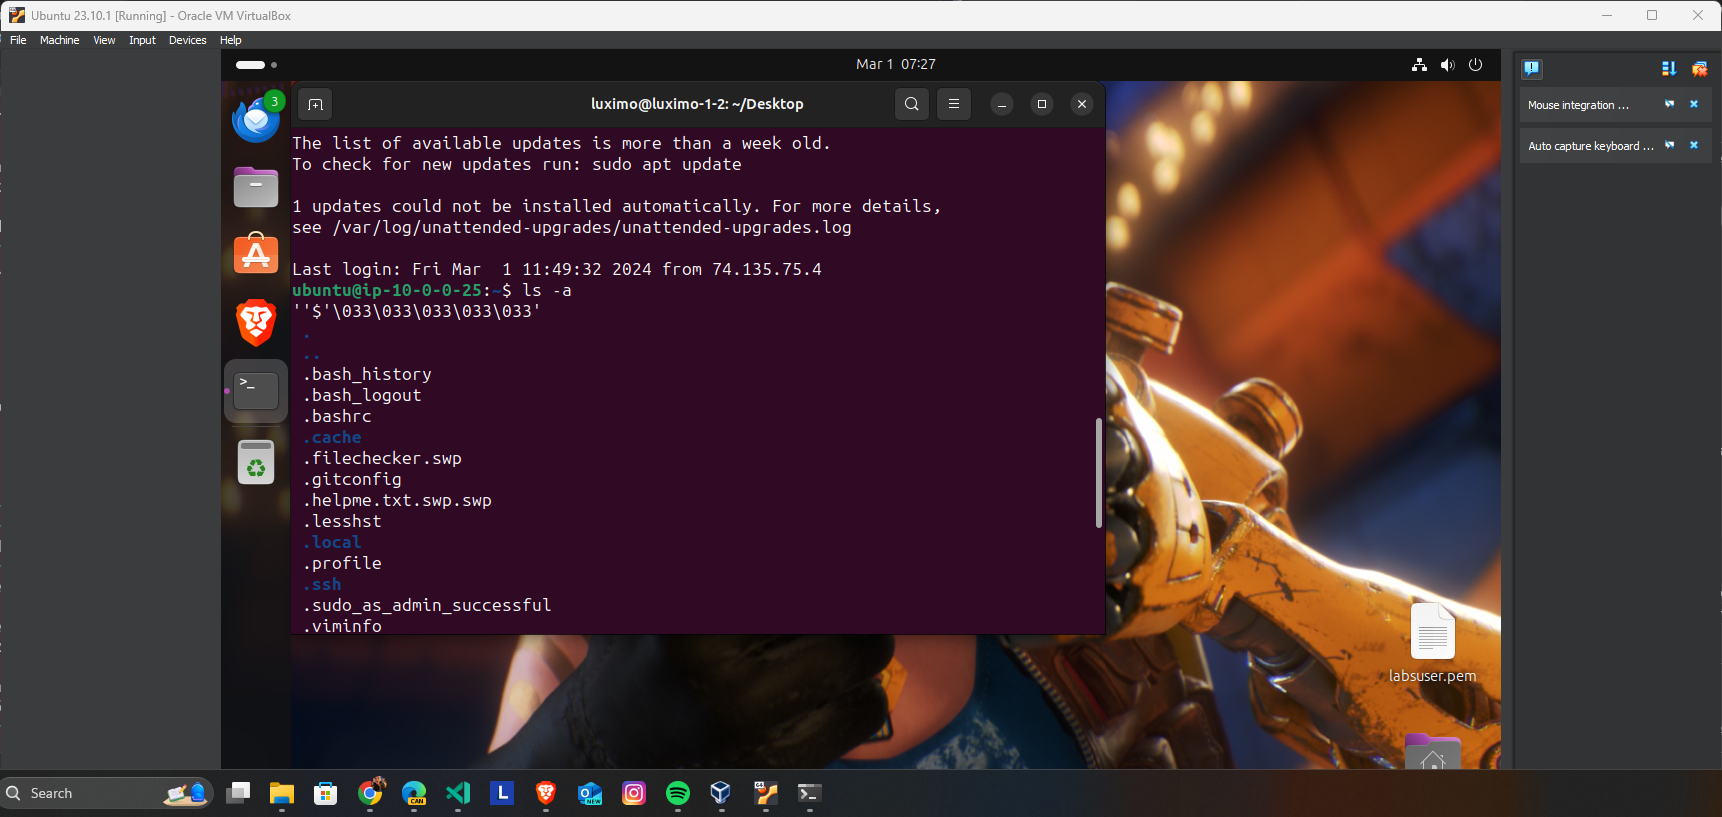 Ubuntu 23.10.1 [Running] - Oracle VM VirtualBox
File Machine View Input Devices Help
Mar 1 07:27
3
luximo@luximo-1-2: ~/Desktop
The list of available updates is more than a week old.
To check for new updates run: sudo apt update
1 updates could not be installed automatically. For more details,
see /var/log/unattended-upgrades/unattended-upgrades.log
Last login: Fri Mar  1 11:49:32 2024 from 74.135.75.4
ubuntu@ip-10-0-0-25:~$ ls -a
''$'\033\033\033\033\033'
.
..
.bash_history
.bash_logout
.bashrc
.cache
.filechecker.swp
.gitconfig
.helpme.txt.swp.swp
.lesshst
.local
.profile
.ssh
.sudo_as_admin_successful
.viminfo
Mouse integration ...
Auto capture keyboard ...
labsuser.pem
Search
CAN
L
NEW
64